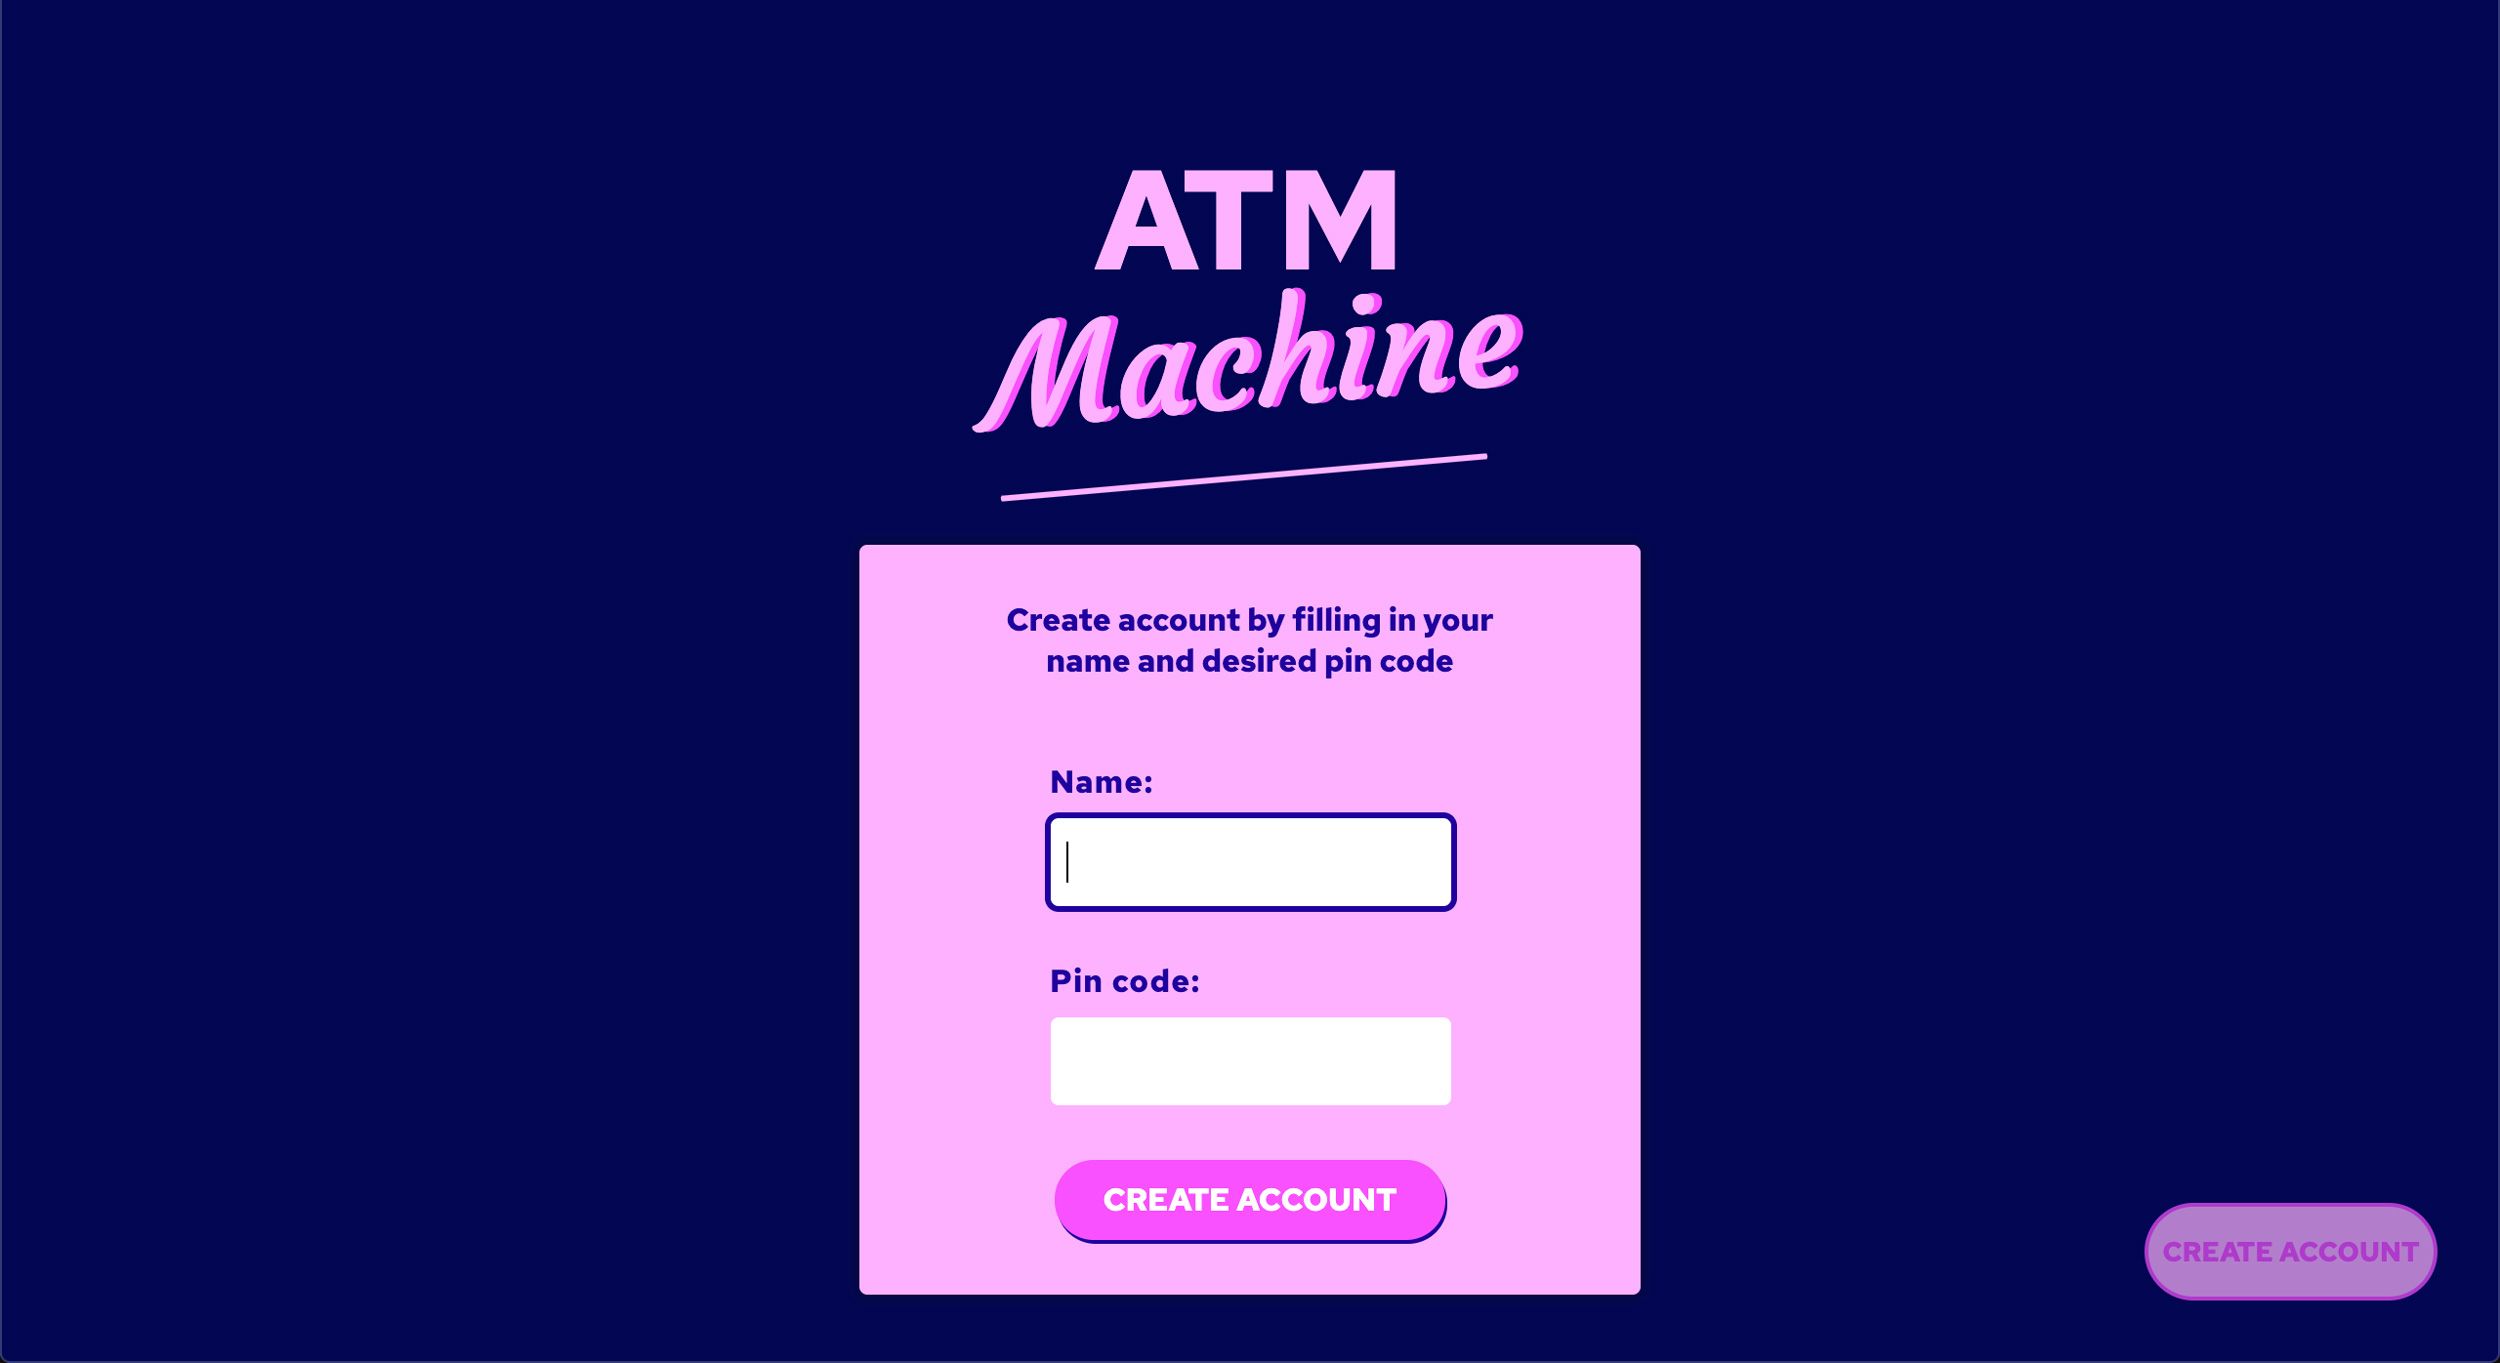 ATM
Machine
Create account by filling in your
name and desired pin code
Name:
Pin code:
CREATE ACCOUNT
CREATE ACCOUNT